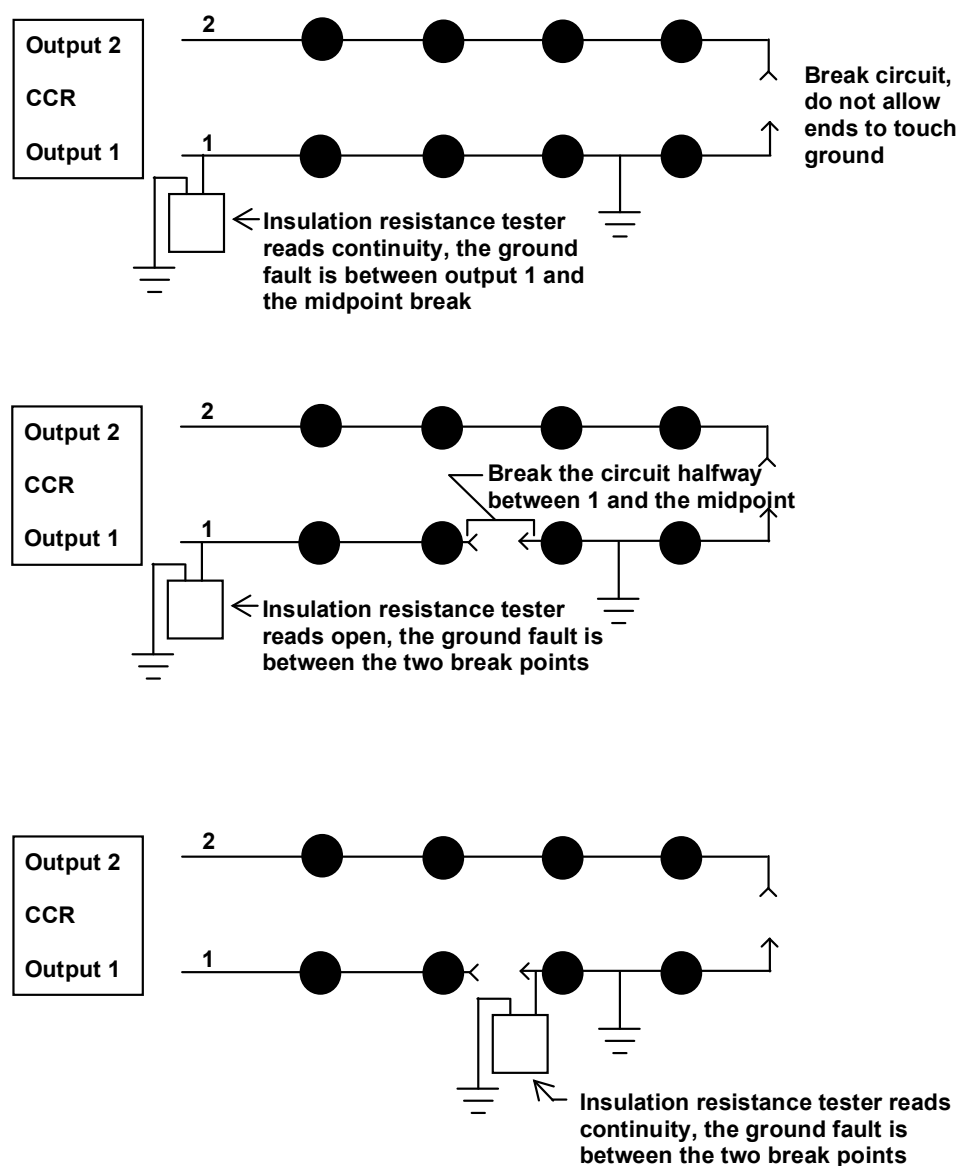 2
Output 2
CCR
Output 1
1
Break circuit,
do not allow
ends to touch
ground
Insulation resistance tester
reads continuity, the ground
fault is between output 1 and
the midpoint break
2
Output 2
CCR
Output 1
1
Break the circuit halfway
between 1 and the midpoint
Insulation resistance tester
reads open, the ground fault is
between the two break points
2
Output 2
CCR
Output 1
1
Insulation resistance tester reads
continuity, the ground fault is
between the two break points